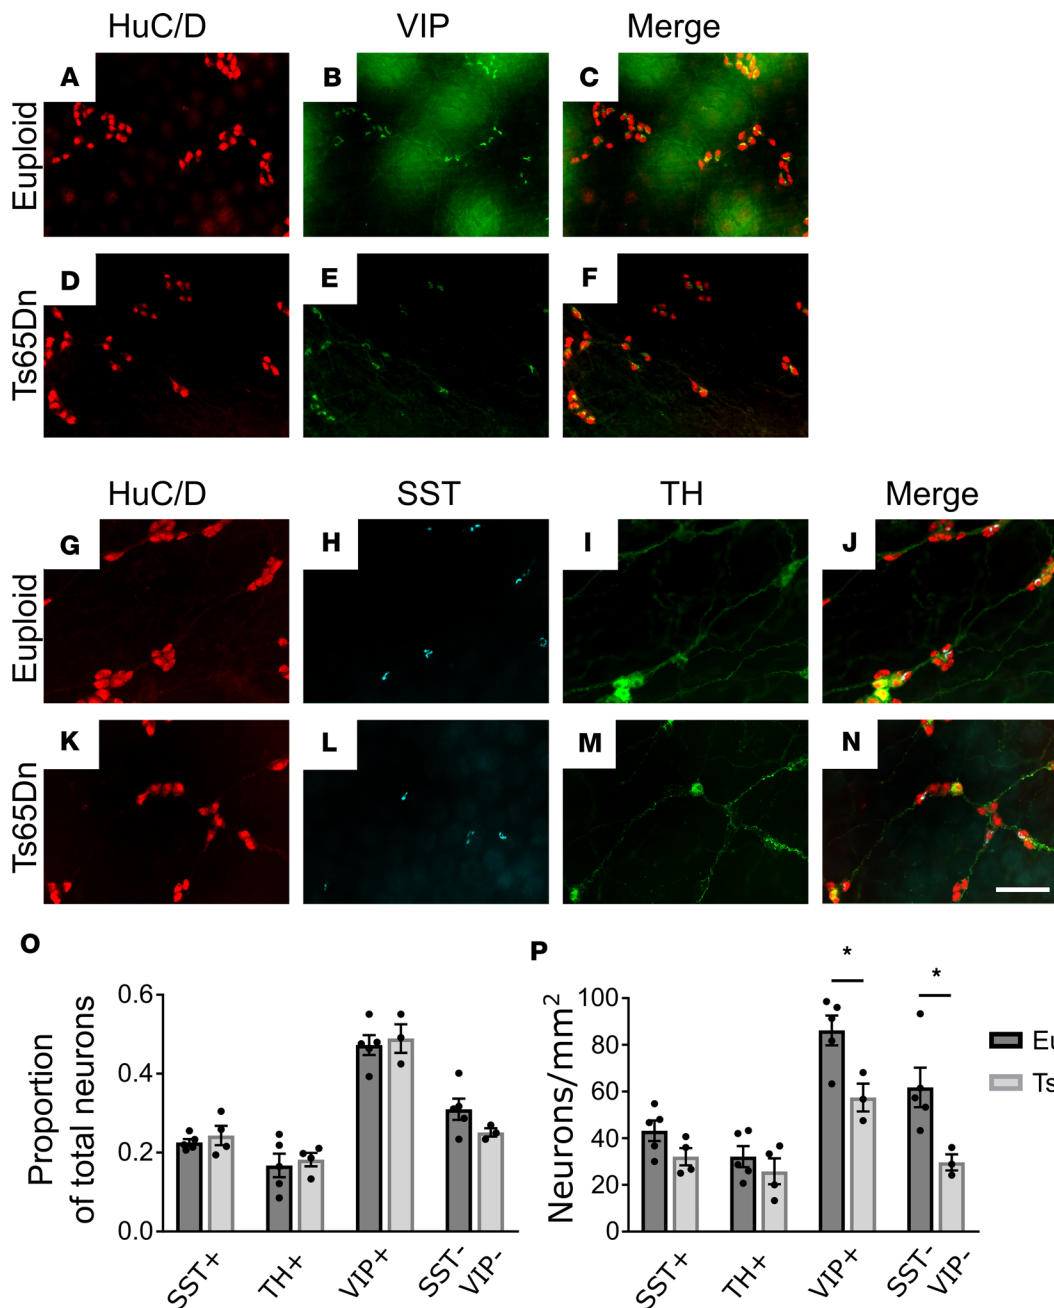 HuC/D VIP Merge
Euploid
A B C
Ts65Dn
D E F
HuC/D SST TH Merge
Euploid
G H I J
Ts65Dn
K L M N
O
Proportion
of total neurons
0.6
0.4
0.2
0.0
SST+ TH+ VIP+ SST-
VIP-
P
Neurons/mm²
100
80
60
40
20
0
* *
SST+ TH+ VIP+ SST-
VIP-
Eu
Ts